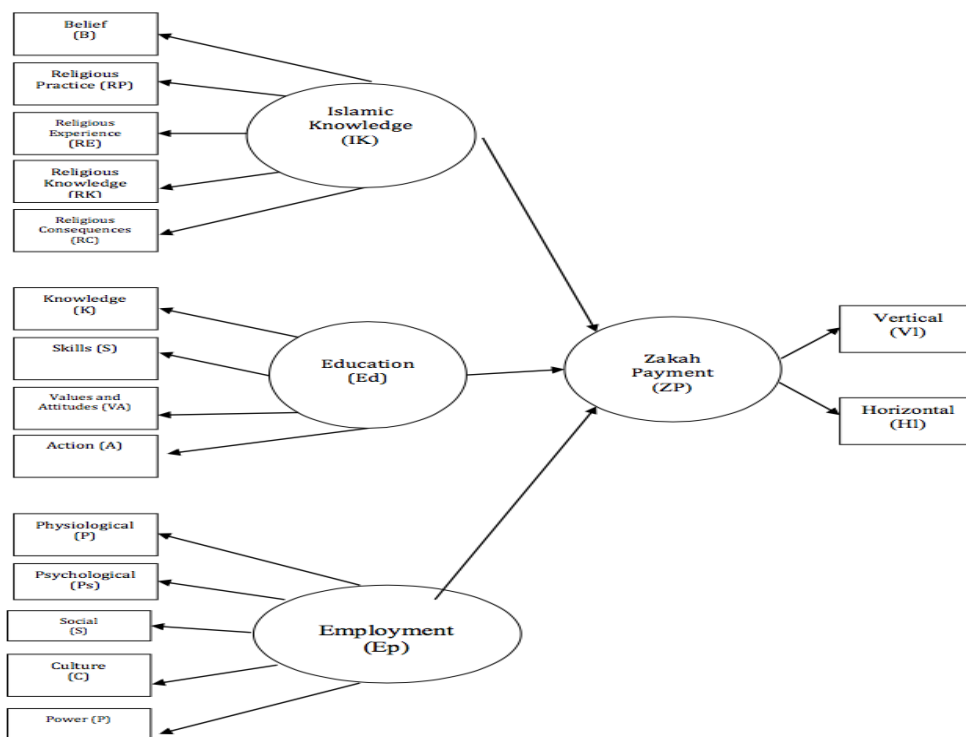 Belief
(B)
Religious
Practice (RP)
Religious
Experience
(RE)
Religious
Knowledge
(RK)
Religious
Consequences
(RC)
Islamic
Knowledge
(IK)
Knowledge
(K)
Skills (S)
Values and
Attitudes (VA)
Action (A)
Education
(Ed)
Physiological
(P)
Psychological
(Ps)
Social
(S)
Culture
(C)
Power (P)
Employment
(Ep)
Zakah
Payment
(ZP)
Vertical
(Vl)
Horizontal
(Hl)